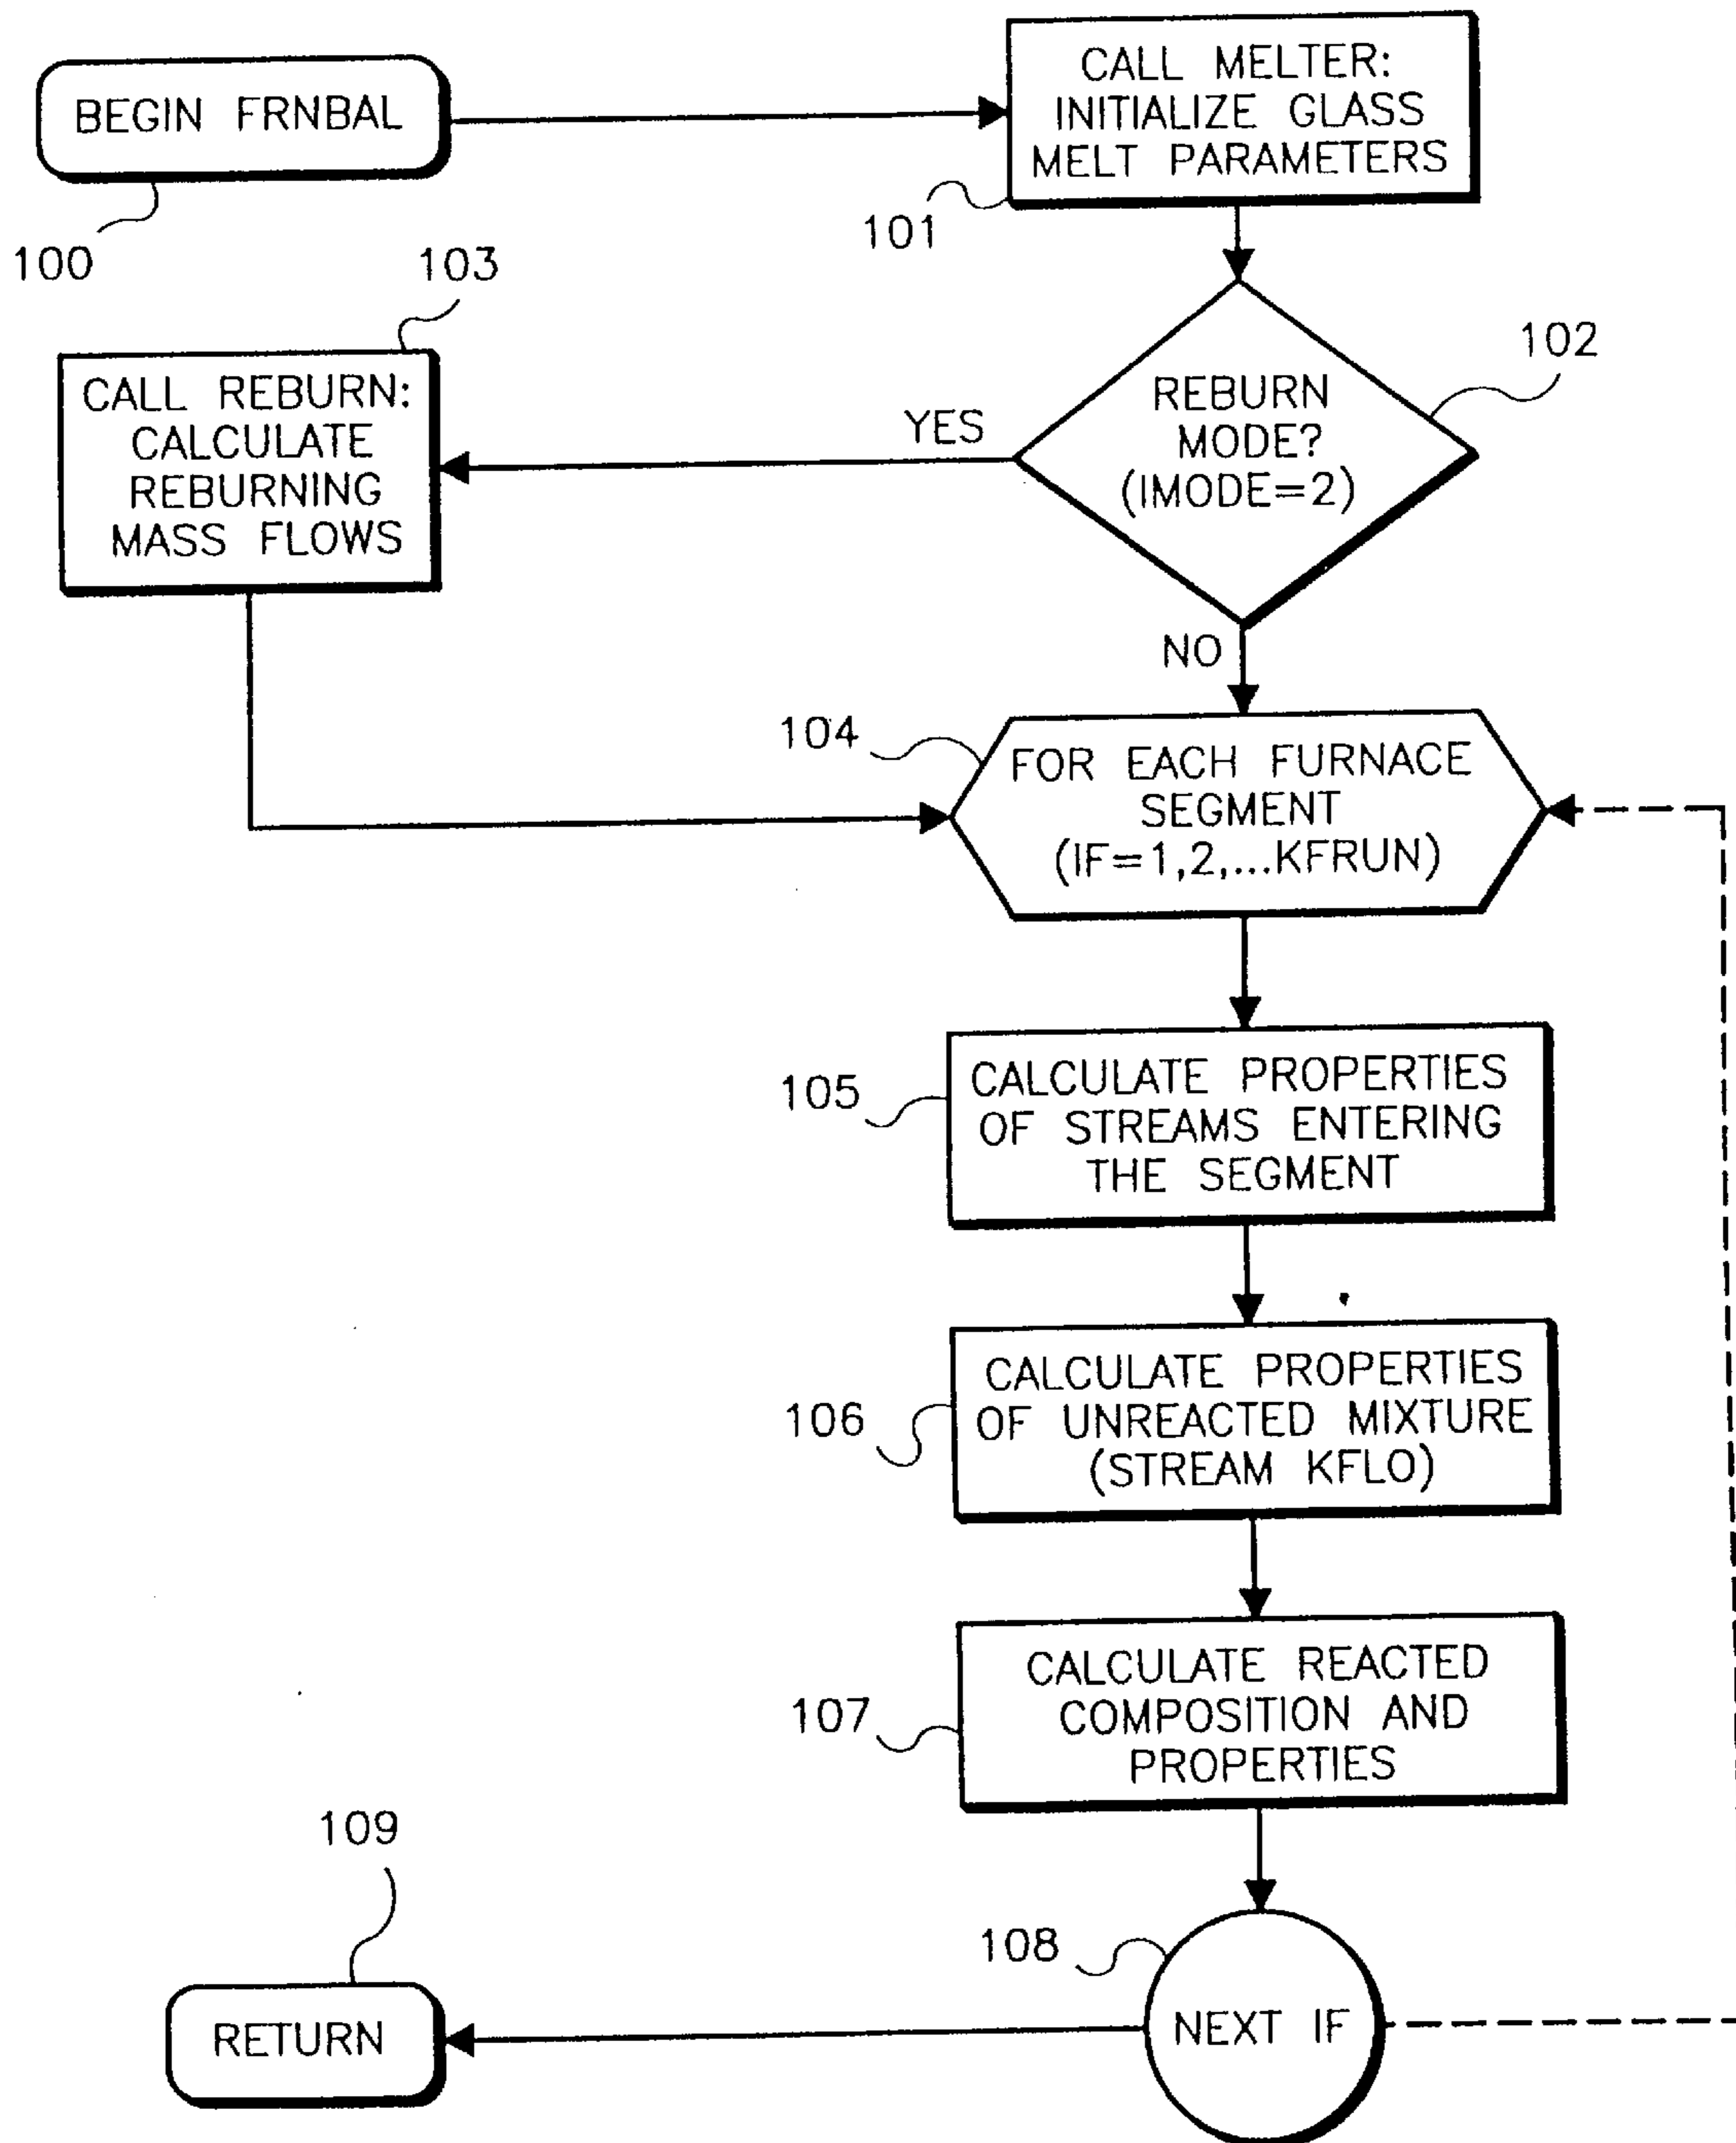 BEGIN FRNBAL
100
CALL MELTER:
INITIALIZE GLASS
MELT PARAMETERS
101
REBURN
MODE?
(IMODE=2)
102
YES
NO
103
CALL REBURN:
CALCULATE
REBURNING
MASS FLOWS
104
FOR EACH FURNACE
SEGMENT
(IF=1,2,...KFRUN)
105
CALCULATE PROPERTIES
OF STREAMS ENTERING
THE SEGMENT
106
CALCULATE PROPERTIES
OF UNREACTED MIXTURE
(STREAM KFLO)
107
CALCULATE REACTED
COMPOSITION AND
PROPERTIES
108
NEXT IF
109
RETURN